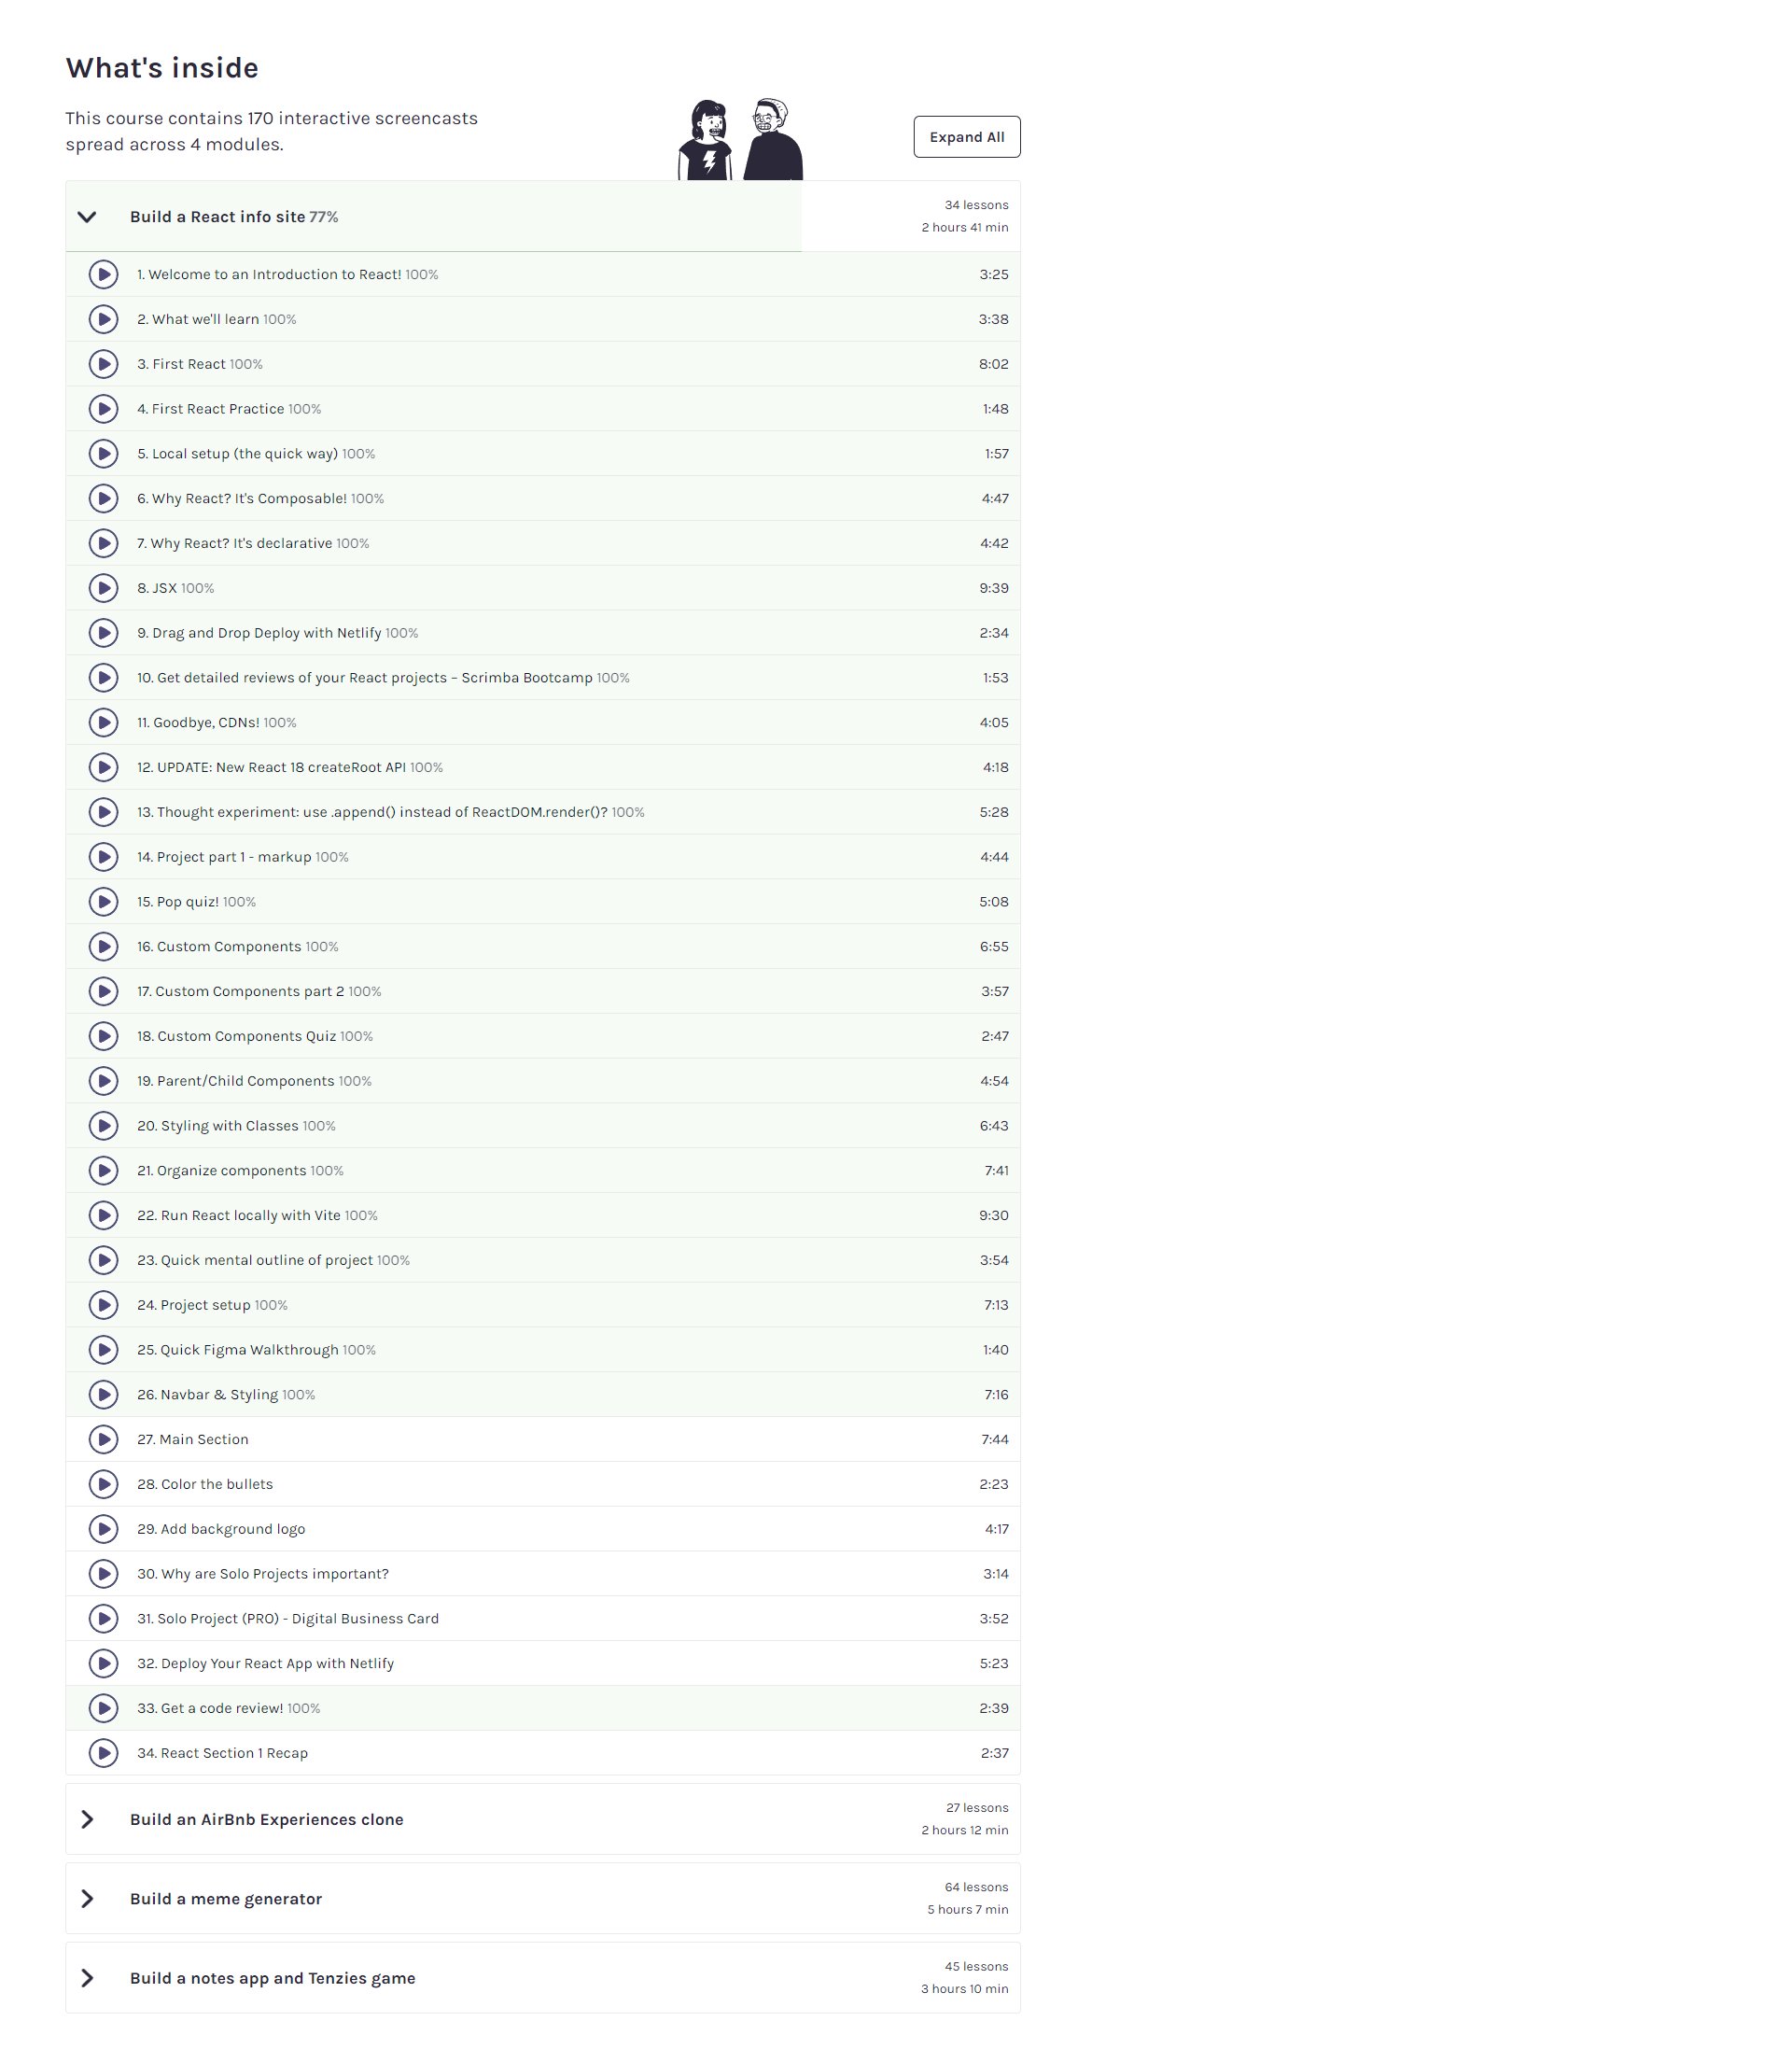 What's inside
This course contains 170 interactive screencasts
spread across 4 modules.
Expand All
Build a React info site 77%
34 lessons
2 hours 41 min
1. Welcome to an Introduction to React! 100% 3:25
2. What we'll learn 100% 3:38
3. First React 100% 8:02
4. First React Practice 100% 1:48
5. Local setup (the quick way) 100% 1:57
6. Why React? It's Composable! 100% 4:47
7. Why React? It's declarative 100% 4:42
8. JSX 100% 9:39
9. Drag and Drop Deploy with Netlify 100% 2:34
10. Get detailed reviews of your React projects – Scrimba Bootcamp 100% 1:53
11. Goodbye, CDNs! 100% 4:05
12. UPDATE: New React 18 createRoot API 100% 4:18
13. Thought experiment: use .append() instead of ReactDOM.render()? 100% 5:28
14. Project part 1 - markup 100% 4:44
15. Pop quiz! 100% 5:08
16. Custom Components 100% 6:55
17. Custom Components part 2 100% 3:57
18. Custom Components Quiz 100% 2:47
19. Parent/Child Components 100% 4:54
20. Styling with Classes 100% 6:43
21. Organize components 100% 7:41
22. Run React locally with Vite 100% 9:30
23. Quick mental outline of project 100% 3:54
24. Project setup 100% 7:13
25. Quick Figma Walkthrough 100% 1:40
26. Navbar & Styling 100% 7:16
27. Main Section 7:44
28. Color the bullets 2:23
29. Add background logo 4:17
30. Why are Solo Projects important? 3:14
31. Solo Project (PRO) - Digital Business Card 3:52
32. Deploy Your React App with Netlify 5:23
33. Get a code review! 100% 2:39
34. React Section 1 Recap 2:37
Build an AirBnb Experiences clone
27 lessons
2 hours 12 min
Build a meme generator
64 lessons
5 hours 7 min
Build a notes app and Tenzies game
45 lessons
3 hours 10 min